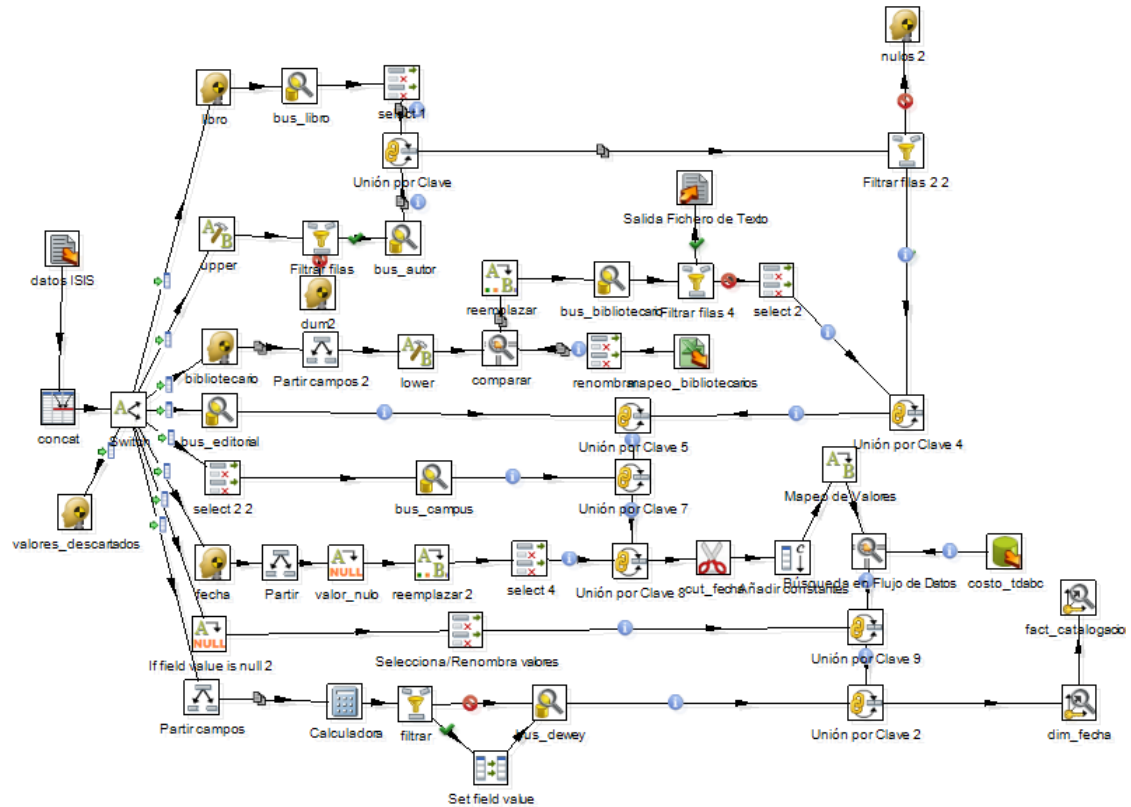 nulos 2
libro
bus_libro
select 1
Unión por Clave
Filtrar filas 2 2
Salida Fichero de Texto
datos ISIS
upper
Filtrar filas
bus_autor
dum2
reemplazar
bus_bibliotecario
Filtrar filas 4
select 2
bibliotecario
Partir campos 2
lower
comparar
renombrar
mapeo_bibliotecarios
concat
Switch
bus_editorial
Unión por Clave 5
Unión por Clave 4
select 2 2
bus_campus
Unión por Clave 7
Mapeo de Valores
valores_descartados
fecha
Partir
valor_nulo
reemplazar 2
select 4
Unión por Clave 8
cut_fecha
Añadir constantes
Búsqueda en Flujo de Datos
costo_tdabc
If field value is null 2
Selecciona/Renombra valores
Unión por Clave 9
fact_catalogacio
Partir campos
Calculadora
filtrar
bus_dewey
Unión por Clave 2
dim_fecha
Set field value
A
B
A
B
A
B
A
A
B
A
NULL
A
B
C
A
NULL